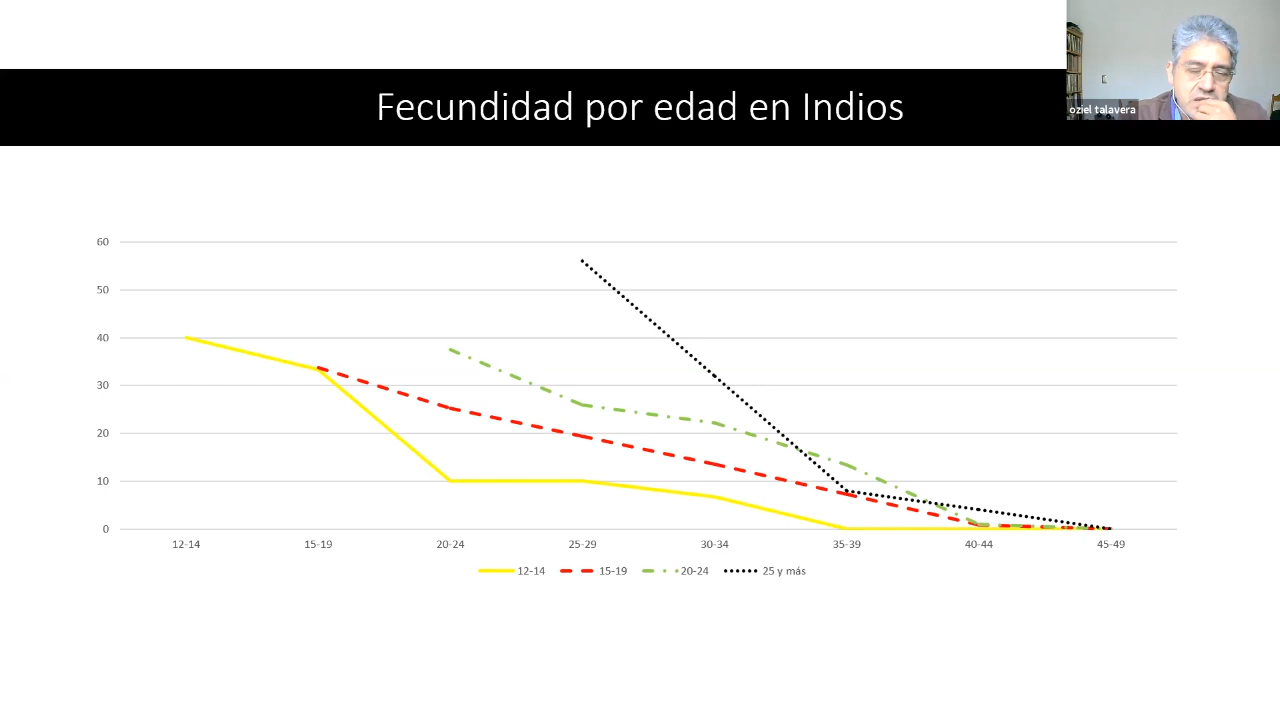 Fecundidad por edad en Indios
oziel talavera
60
50
40
30
20
10
0
12-14 15-19 20-24 25-29 30-34 35-39 40-44 45-49
12-14 15-19 20-24 25 y más